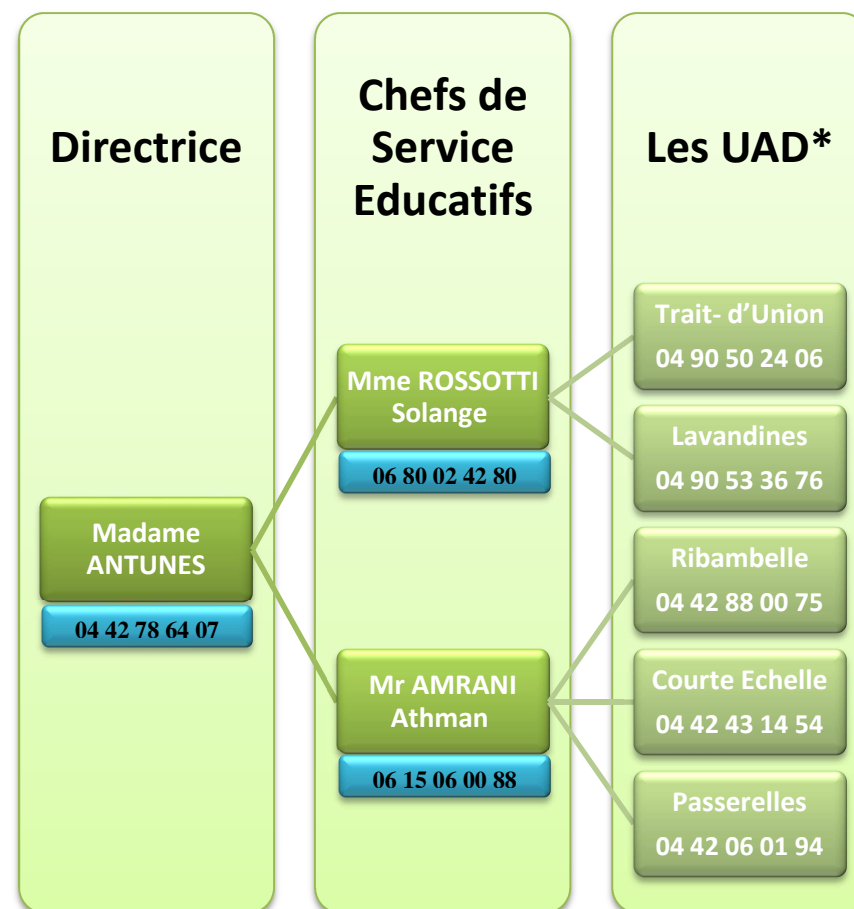 Directrice
Chefs de
Service
Educatifs
Les UAD*
Madame
ANTUNES
04 42 78 64 07
Mme ROSSOTTI
Solange
06 80 02 42 80
Mr AMRANI
Athman
06 15 06 00 88
Trait- d’Union
04 90 50 24 06
Lavandines
04 90 53 36 76
Ribambelle
04 42 88 00 75
Courte Echelle
04 42 43 14 54
Passerelles
04 42 06 01 94